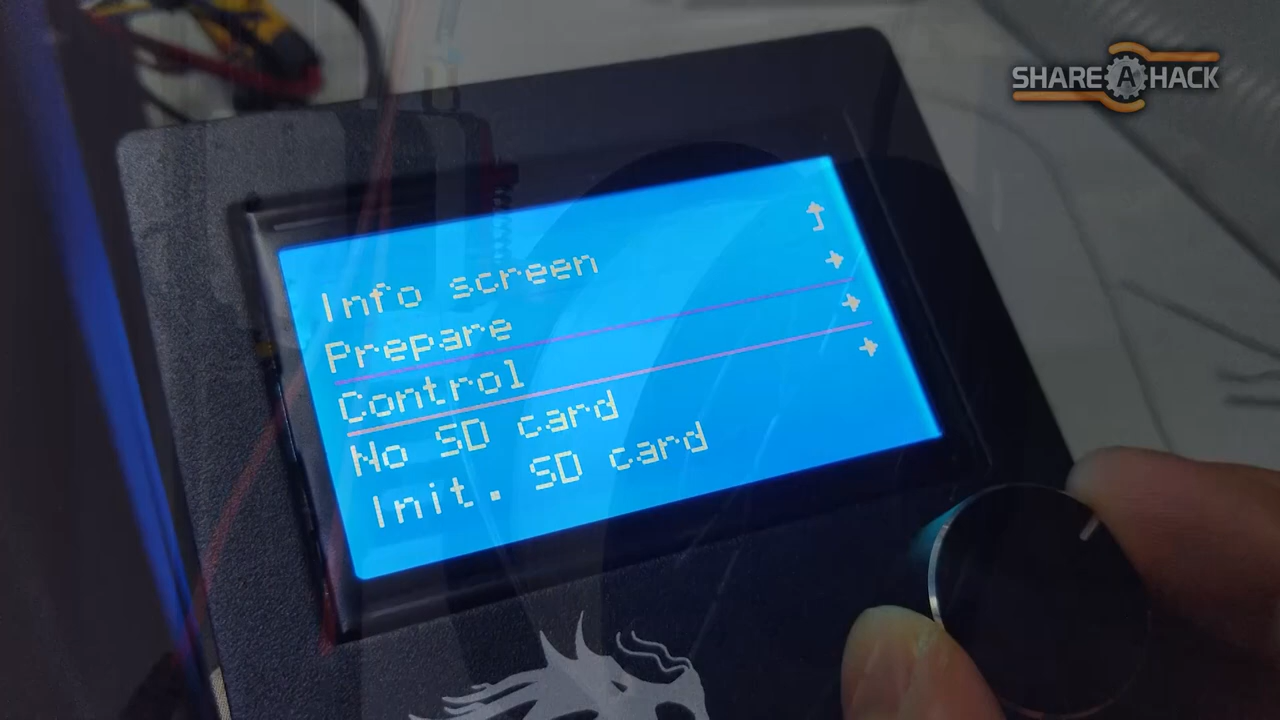 SHARE A HACK
Info screen
Prepare
Control
No SD card
Init. SD card